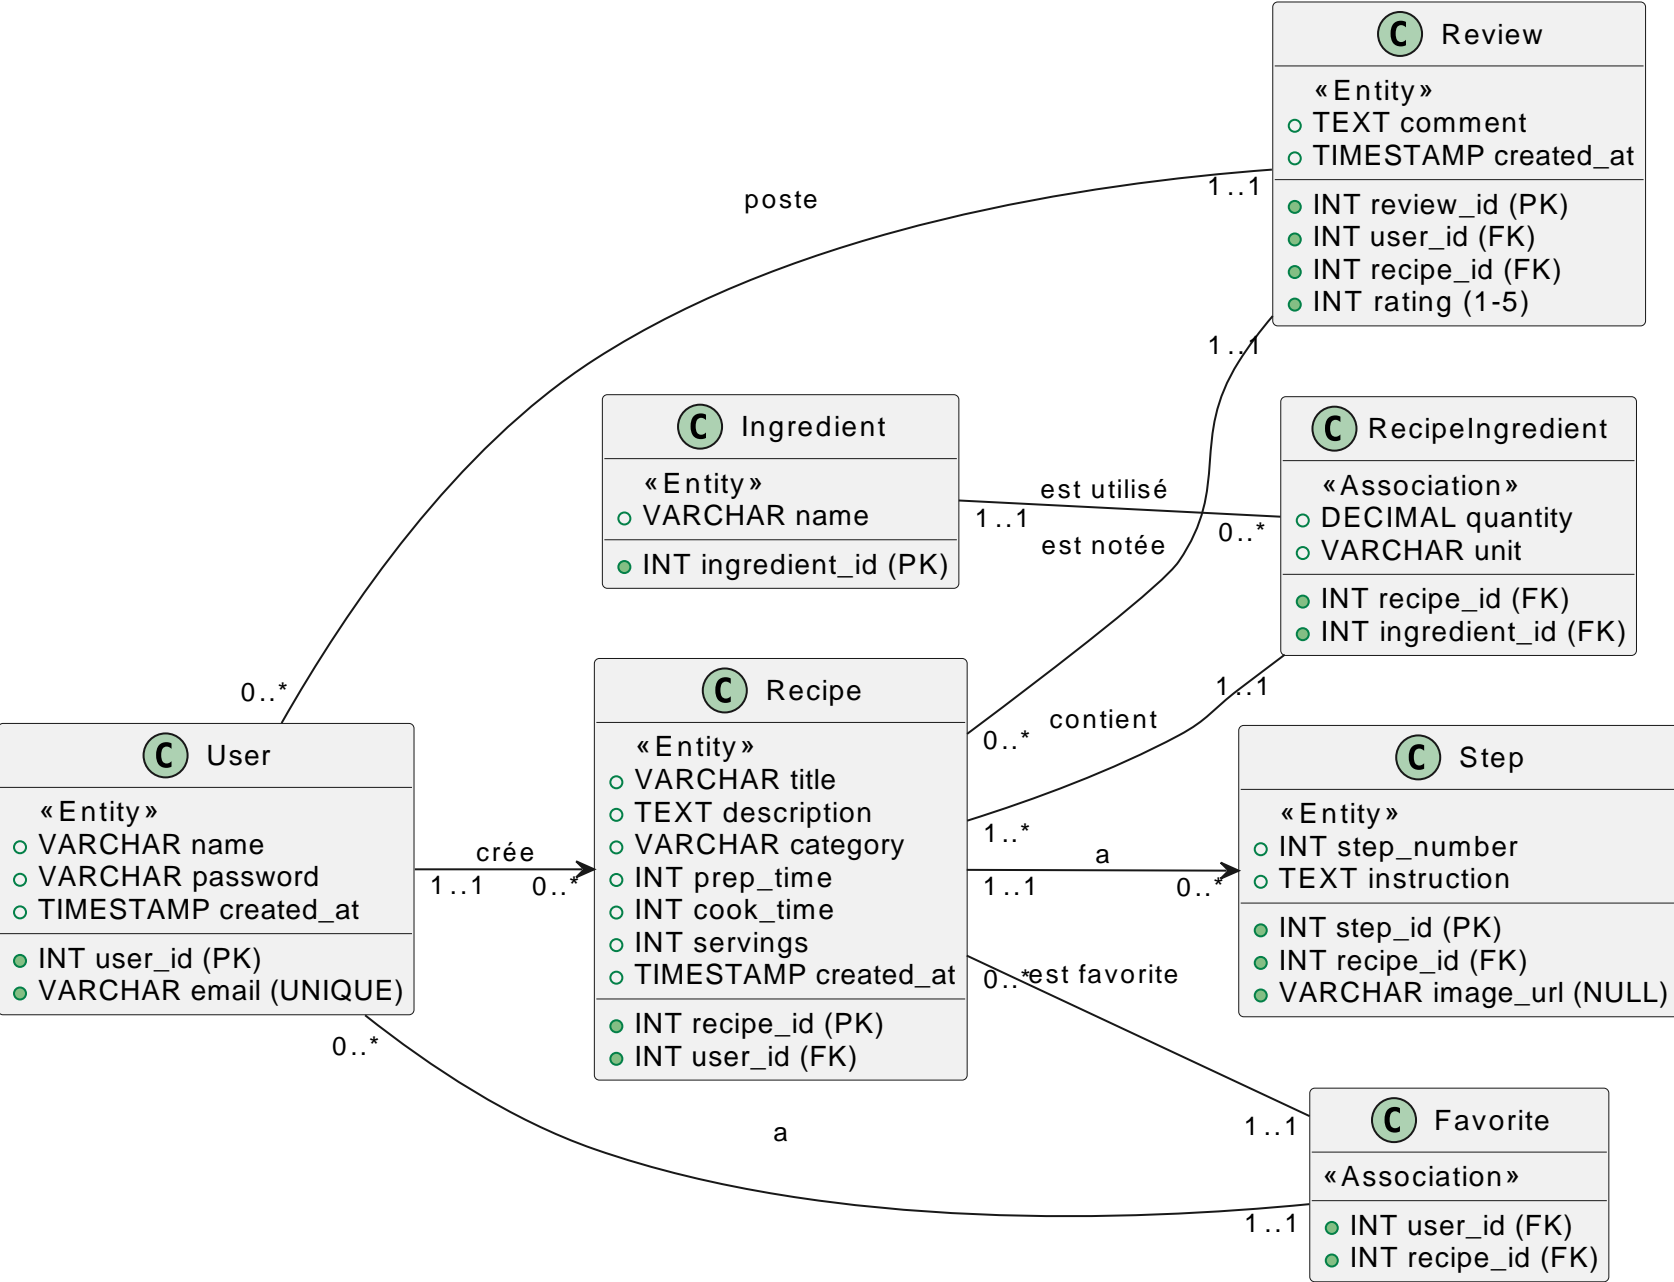 C Review
«Entity»
TEXT comment
TIMESTAMP created_at
INT review_id (PK)
INT user_id (FK)
INT recipe_id (FK)
INT rating (1-5)
poste
1..1
0..*
1..1
est notée
0..*
C Ingredient
«Entity»
VARCHAR name
INT ingredient_id (PK)
est utilisé
1..1
0..*
C RecipeIngredient
«Association»
DECIMAL quantity
VARCHAR unit
INT recipe_id (FK)
INT ingredient_id (FK)
1..1
contient
1..*
C User
«Entity»
VARCHAR name
VARCHAR password
TIMESTAMP created_at
INT user_id (PK)
VARCHAR email (UNIQUE)
crée
1..1
0..*
C Recipe
«Entity»
VARCHAR title
TEXT description
VARCHAR category
INT prep_time
INT cook_time
INT servings
TIMESTAMP created_at
INT recipe_id (PK)
INT user_id (FK)
a
1..1
0..*
C Step
«Entity»
INT step_number
TEXT instruction
INT step_id (PK)
INT recipe_id (FK)
VARCHAR image_url (NULL)
0..*
est favorite
1..1
0..*
a
1..1
C Favorite
«Association»
INT user_id (FK)
INT recipe_id (FK)